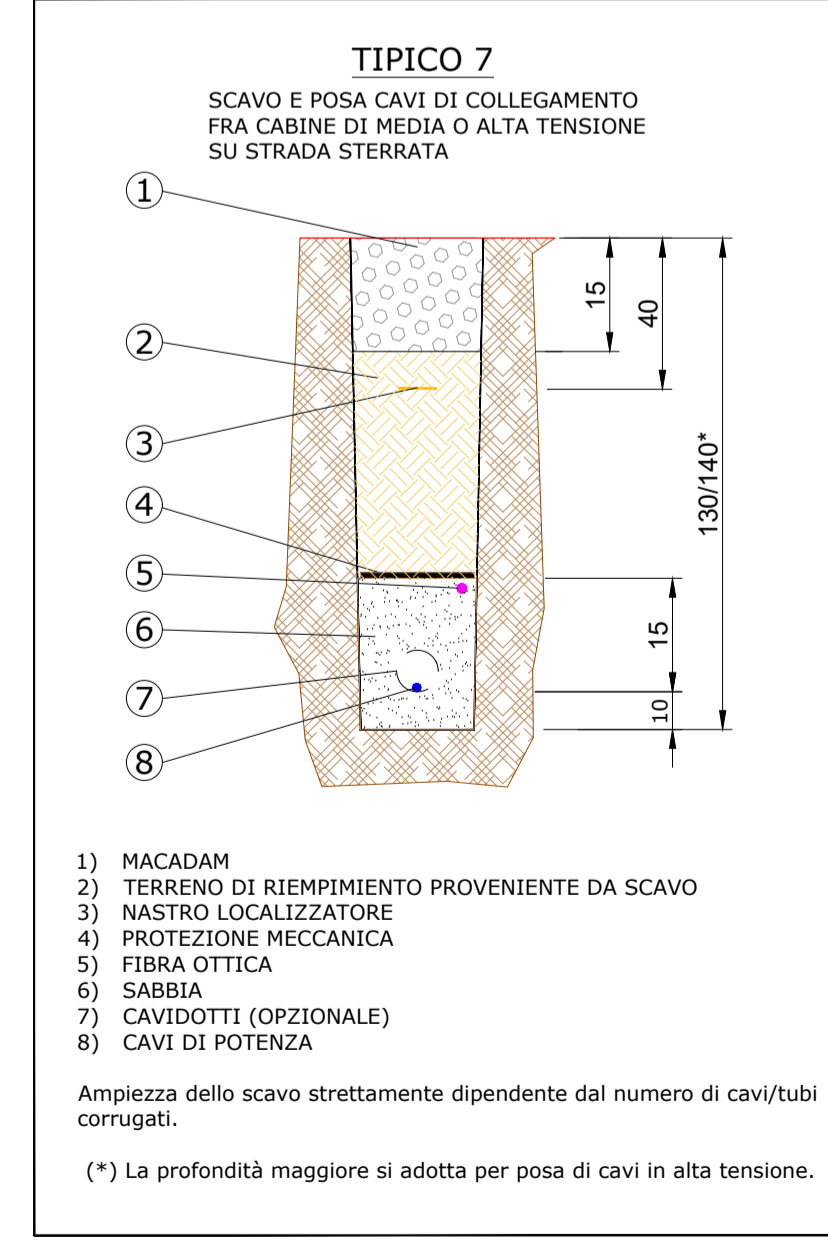 TIPICO 7
SCAVO E POSA CAVI DI COLLEGAMENTO
FRA CABINE DI MEDIA O ALTA TENSIONE
SU STRADA STERRATA
1
2
3
4
5
6
7
8
15
40
130/140*
15
10
1) MACADAM
2) TERRENO DI RIEMPIMENTO PROVENIENTE DA SCAVO
3) NASTRO LOCALIZZATORE
4) PROTEZIONE MECCANICA
5) FIBRA OTTICA
6) SABBIA
7) CAVIDOTTI (OPZIONALE)
8) CAVI DI POTENZA
Ampiezza dello scavo strettamente dipendente dal numero di cavi/tubi
corrugati.
(*) La profondità maggiore si adotta per posa di cavi in alta tensione.